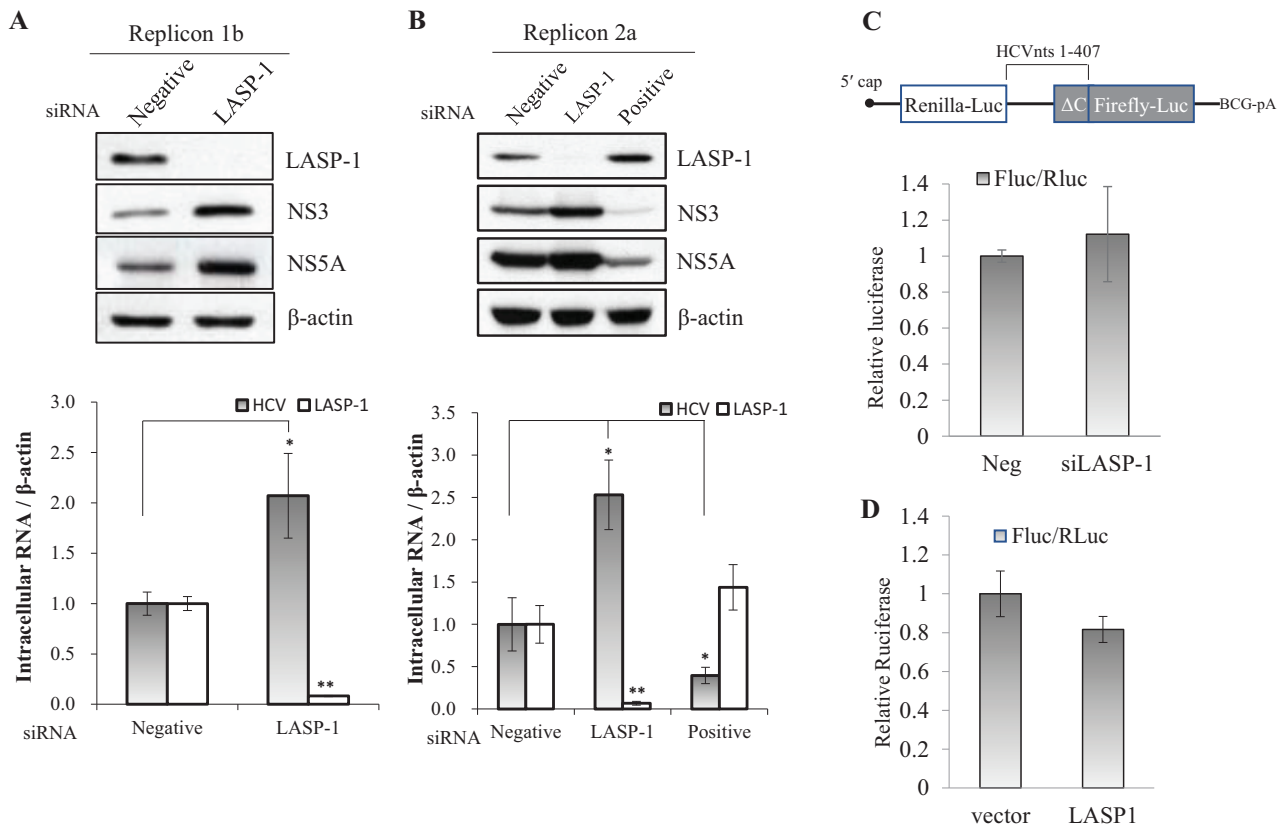 A
Replicon 1b
siRNA
Negative
LASP-1
LASP-1
NS3
NS5A
β-actin
3.0
2.5
2.0
1.5
1.0
0.5
0.0
Intracellular RNA / β-actin
HCV LASP-1
*
**
siRNA
Negative LASP-1
B
Replicon 2a
siRNA
Negative
LASP-1
Positive
LASP-1
NS3
NS5A
β-actin
3.5
3.0
2.5
2.0
1.5
1.0
0.5
0.0
Intracellular RNA / β-actin
HCV LASP-1
*
**
*
siRNA Negative LASP-1 Positive
C
HCVnts 1-407
5′ cap
Renilla-Luc ΔC Firefly-Luc BCG-pA
Fluc/Rluc
1.4
1.2
1
0.8
0.6
0.4
0.2
0
Relative luciferase
Neg siLASP-1
D
Fluc/RLuc
1.4
1.2
1
0.8
0.6
0.4
0.2
0
Relative Ruciferase
vector LASP1